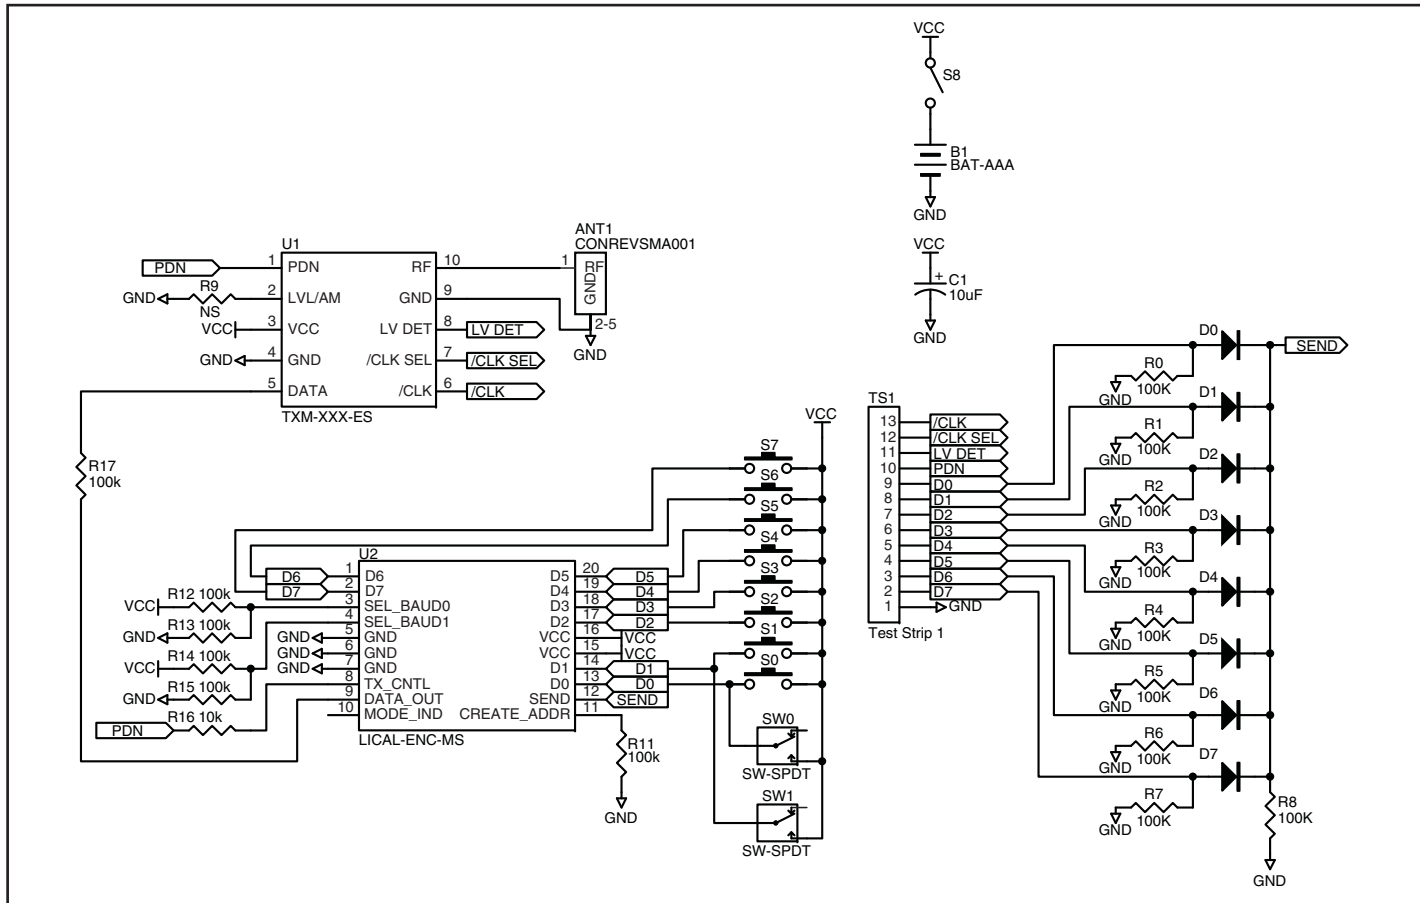 VCC
S8
B1
BAT-AAA
GND
VCC
+
C1
10uF
GND
ANT1
CONREVSMA001
1 RF
GND
2-5
GND
U1
PDN 1 PDN RF 10
GND R9 NS 2 LVL/AM GND 9
VCC 3 VCC LV DET 8 LV DET
GND 4 GND /CLK SEL 7 /CLK SEL
5 DATA /CLK 6 /CLK
TXM-XXX-ES
R17
100k
VCC
S7
S6
S5
S4
S3
S2
S1
S0
U2
D6 1 D6 D5 20 D5
D7 2 D7 D4 19 D4
VCC R12 100k 3 SEL_BAUD0 D3 18 D3
GND R13 100k 4 SEL_BAUD1 D2 17 D2
GND 5 GND VCC 16 VCC
GND 6 GND VCC 15 VCC
VCC R14 100k GND 7 GND D1 14 D1
GND R15 100k 8 TX_CNTL D0 13 D0
9 DATA_OUT SEND 12 SEND
PDN R16 10k 10 MODE_IND CREATE_ADDR 11
LICAL-ENC-MS
R11
100k
GND
SW0
SW-SPDT
SW1
SW-SPDT
TS1
13 /CLK
12 /CLK SEL
11 LV DET
10 PDN
9 D0
8 D1
7 D2
6 D3
5 D4
4 D5
3 D6
2 D7
1 GND
Test Strip 1
D0
SEND
R0
100K
GND
D1
R1
100K
GND
D2
R2
100K
GND
D3
R3
100K
GND
D4
R4
100K
GND
D5
R5
100K
GND
D6
R6
100K
GND
D7
R7
100K
GND
R8
100K
GND